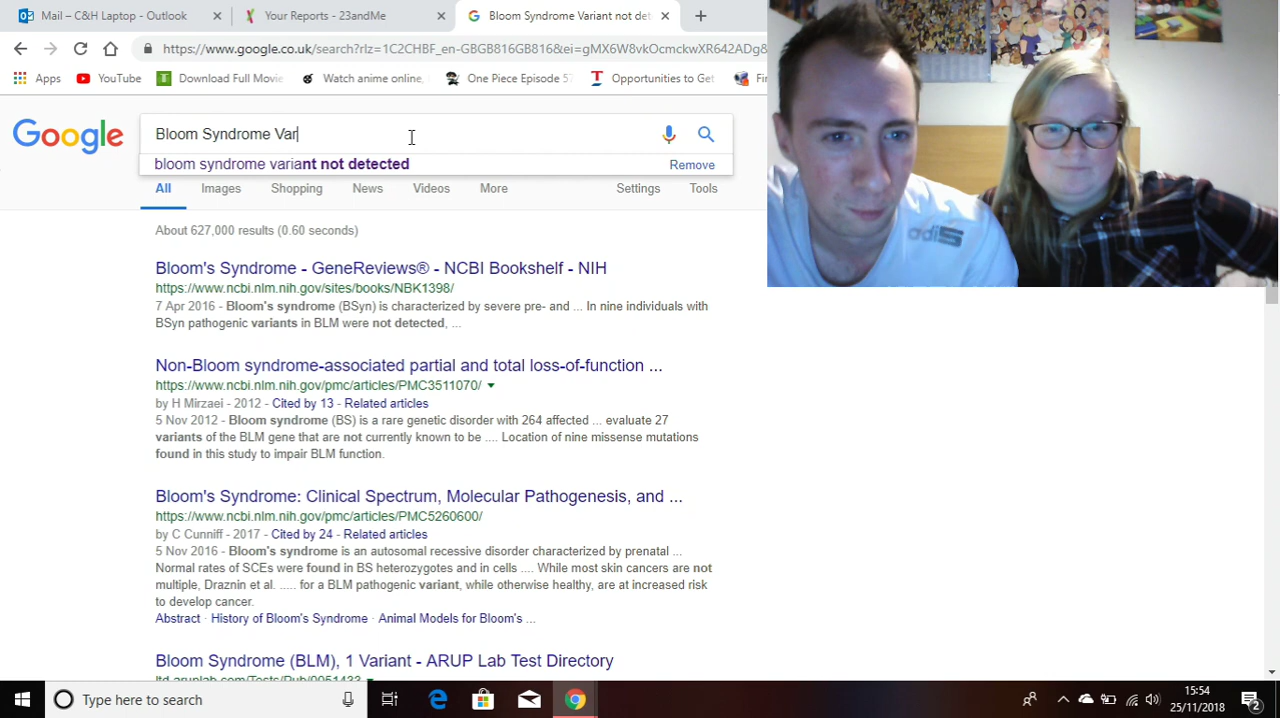 Mail – C&H Laptop - Outlook
Your Reports - 23andMe
Bloom Syndrome Variant not det
https://www.google.co.uk/search?rlz=1C2CHBF_en-GBGB816GB816&ei=gMX6W8vkOcmckwXR642ADg&
Apps
YouTube
Download Full Movie
Watch anime online,
One Piece Episode 57
Opportunities to Get
Fir
Google
Bloom Syndrome Var
bloom syndrome variant not detected
Remove
All
Images
Shopping
News
Videos
More
Settings
Tools
About 627,000 results (0.60 seconds)
Bloom's Syndrome - GeneReviews® - NCBI Bookshelf - NIH
https://www.ncbi.nlm.nih.gov/sites/books/NBK1398/
7 Apr 2016 - Bloom's syndrome (BSyn) is characterized by severe pre- and ... In nine individuals with
BSyn pathogenic variants in BLM were not detected, ...
Non-Bloom syndrome-associated partial and total loss-of-function ...
https://www.ncbi.nlm.nih.gov/pmc/articles/PMC3511070/
by H Mirzaei - 2012 - Cited by 13 - Related articles
5 Nov 2012 - Bloom syndrome (BS) is a rare genetic disorder with 264 affected ... evaluate 27
variants of the BLM gene that are not currently known to be .... Location of nine missense mutations
found in this study to impair BLM function.
Bloom's Syndrome: Clinical Spectrum, Molecular Pathogenesis, and ...
https://www.ncbi.nlm.nih.gov/pmc/articles/PMC5260600/
by C Cunniff - 2017 - Cited by 24 - Related articles
5 Nov 2016 - Bloom's syndrome is an autosomal recessive disorder characterized by prenatal ...
Normal rates of SCEs were found in BS heterozygotes and in cells .... While most skin cancers are not
multiple, Draznin et al. ..... for a BLM pathogenic variant, while otherwise healthy, are at increased risk
to develop cancer.
Abstract · History of Bloom's Syndrome · Animal Models for Bloom's ...
Bloom Syndrome (BLM), 1 Variant - ARUP Lab Test Directory
ltd.aruplab.com/Tests/Pub/0051433
adi5
Type here to search
15:54
25/11/2018
2